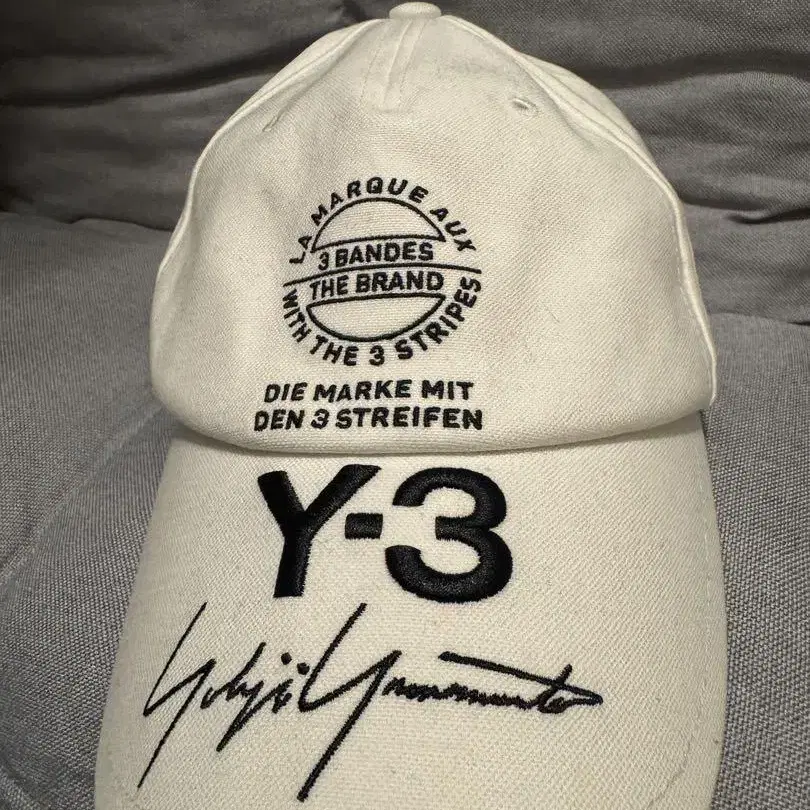 LA MARQUE AUX
3 BANDES
THE BRAND
WITH THE 3 STRIPES
DIE MARKE MIT
DEN 3 STREIFEN
Y-3
Yohji Yamamoto